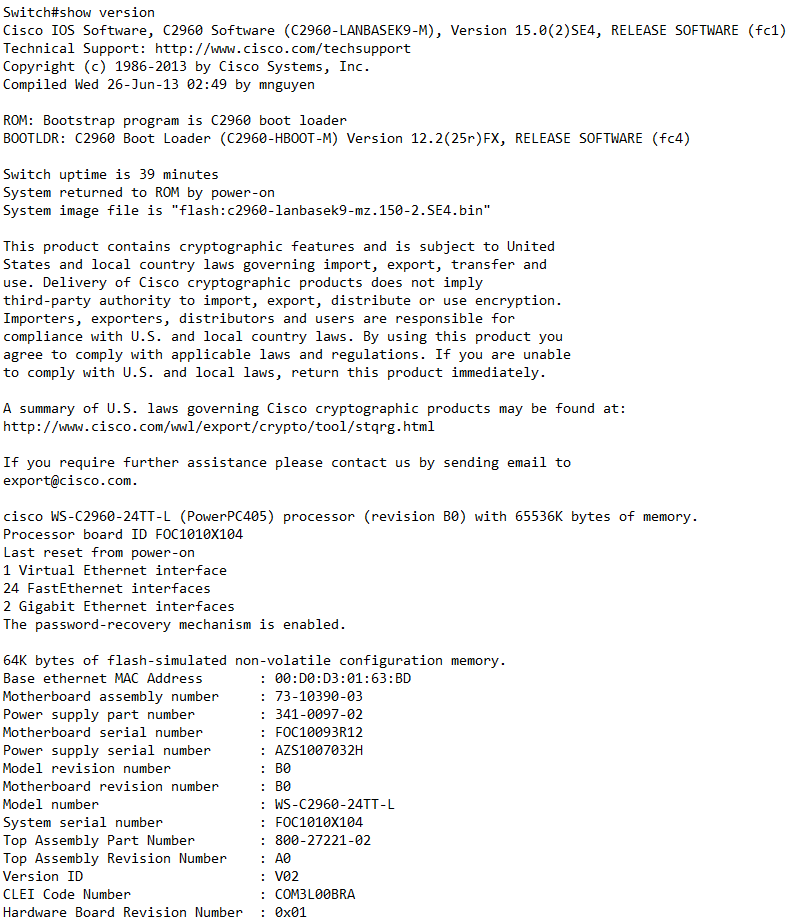 Switch#show version
Cisco IOS Software, C2960 Software (C2960-LANBASEK9-M), Version 15.0(2)SE4, RELEASE SOFTWARE (fc1)
Technical Support: http://www.cisco.com/techsupport
Copyright (c) 1986-2013 by Cisco Systems, Inc.
Compiled Wed 26-Jun-13 02:49 by mnguyen

ROM: Bootstrap program is C2960 boot loader
BOOTLDR: C2960 Boot Loader (C2960-HBOOT-M) Version 12.2(25r)FX, RELEASE SOFTWARE (fc4)

Switch uptime is 39 minutes
System returned to ROM by power-on
System image file is "flash:c2960-lanbasek9-mz.150-2.SE4.bin"

This product contains cryptographic features and is subject to United
States and local country laws governing import, export, transfer and
use. Delivery of Cisco cryptographic products does not imply
third-party authority to import, export, distribute or use encryption.
Importers, exporters, distributors and users are responsible for
compliance with U.S. and local country laws. By using this product you
agree to comply with applicable laws and regulations. If you are unable
to comply with U.S. and local laws, return this product immediately.

A summary of U.S. laws governing Cisco cryptographic products may be found at:
http://www.cisco.com/wwl/export/crypto/tool/stqrg.html

If you require further assistance please contact us by sending email to
export@cisco.com.

cisco WS-C2960-24TT-L (PowerPC405) processor (revision B0) with 65536K bytes of memory.
Processor board ID FOC1010X104
Last reset from power-on
1 Virtual Ethernet interface
24 FastEthernet interfaces
2 Gigabit Ethernet interfaces
The password-recovery mechanism is enabled.

64K bytes of flash-simulated non-volatile configuration memory.
Base ethernet MAC Address : 00:D0:D3:01:63:BD
Motherboard assembly number : 73-10390-03
Power supply part number : 341-0097-02
Motherboard serial number : FOC10093R12
Power supply serial number : AZS1007032H
Model revision number : B0
Motherboard revision number : B0
Model number : WS-C2960-24TT-L
System serial number : FOC1010X104
Top Assembly Part Number : 800-27221-02
Top Assembly Revision Number : A0
Version ID : V02
CLEI Code Number : COM3L00BRA
Hardware Board Revision Number : 0x01